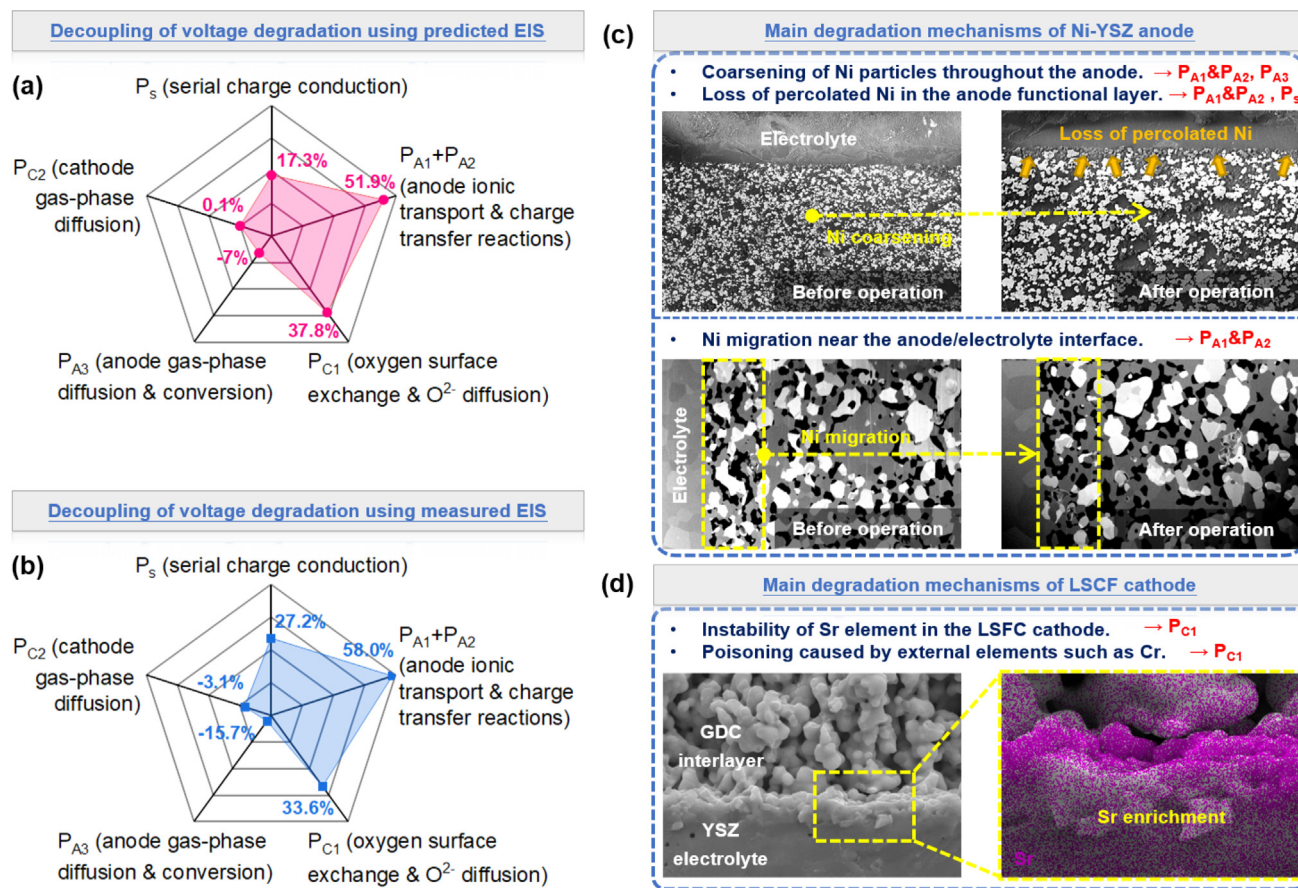 Decoupling of voltage degradation using predicted EIS
(a)
PS (serial charge conduction)
PC2 (cathode
gas-phase
diffusion)
PA1+PA2
(anode ionic
transport & charge
transfer reactions)
17.3%
51.9%
0.1%
-7%
37.8%
PA3 (anode gas-phase
diffusion & conversion)
PC1 (oxygen surface
exchange & O2- diffusion)
Decoupling of voltage degradation using measured EIS
(b)
PS (serial charge conduction)
PC2 (cathode
gas-phase
diffusion)
PA1+PA2
(anode ionic
transport & charge
transfer reactions)
27.2%
58.0%
-3.1%
-15.7%
33.6%
PA3 (anode gas-phase
diffusion & conversion)
PC1 (oxygen surface
exchange & O2- diffusion)
(c)
Main degradation mechanisms of Ni-YSZ anode
• Coarsening of Ni particles throughout the anode. → PA1&PA2, PA3
• Loss of percolated Ni in the anode functional layer. → PA1&PA2 , Ps
Electrolyte
Loss of percolated Ni
Ni coarsening
Before operation
After operation
• Ni migration near the anode/electrolyte interface. → PA1&PA2
Electrolyte
Ni migration
Before operation
After operation
(d)
Main degradation mechanisms of LSCF cathode
• Instability of Sr element in the LSFC cathode. → PC1
• Poisoning caused by external elements such as Cr. → PC1
GDC
interlayer
YSZ
electrolyte
Sr enrichment
Sr